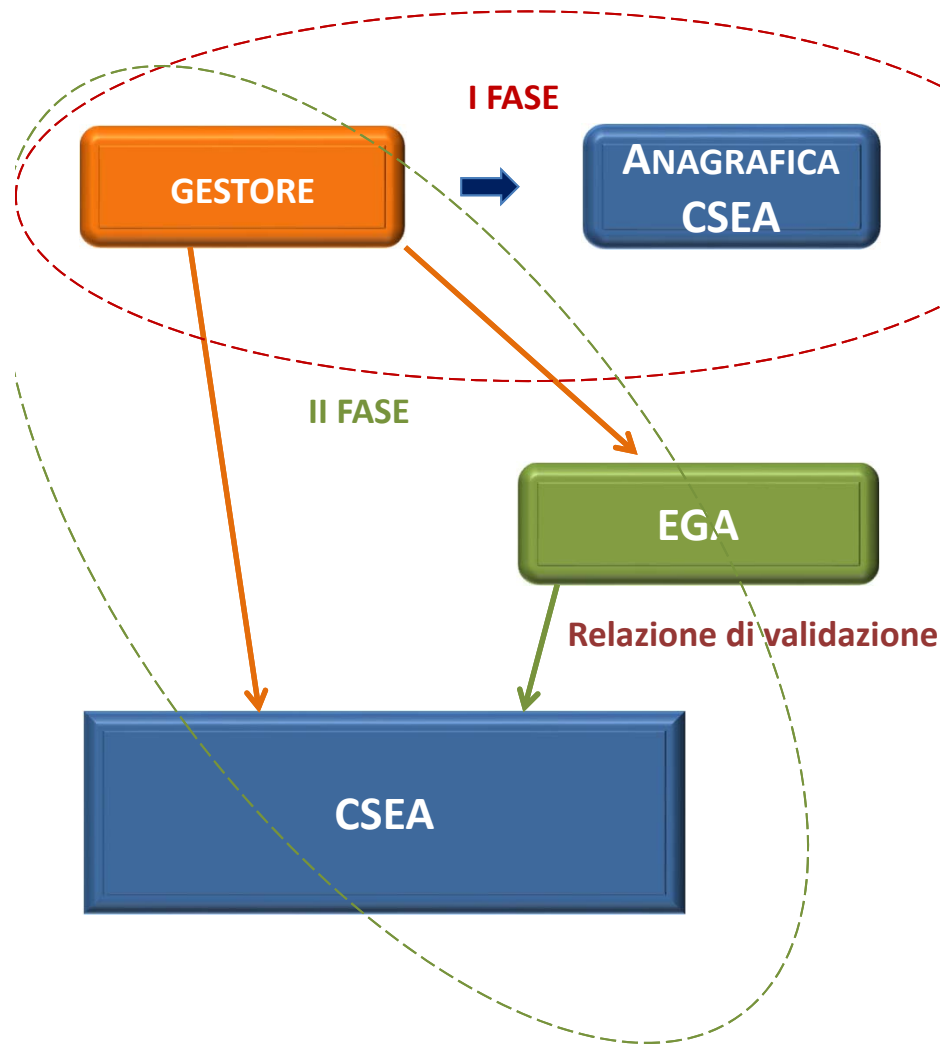 I FASE
GESTORE
ANAGRAFICA
CSEA
II FASE
EGA
Relazione di validazione
CSEA